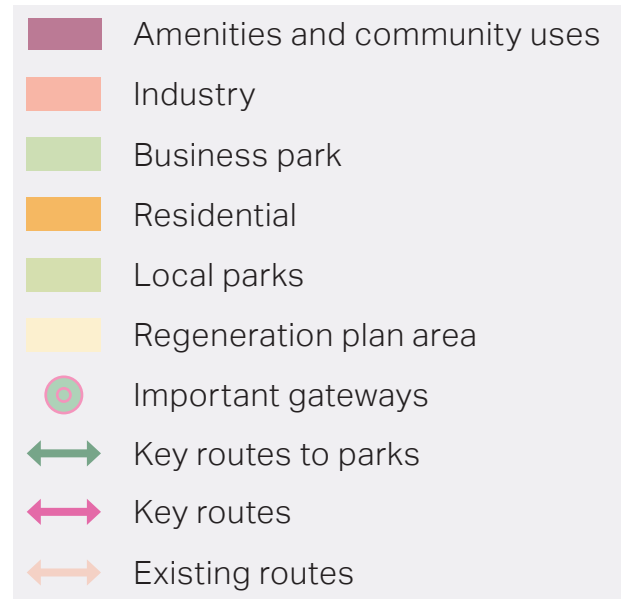 Amenities and community uses
Industry
Business park
Residential
Local parks
Regeneration plan area
Important gateways
Key routes to parks
Key routes
Existing routes